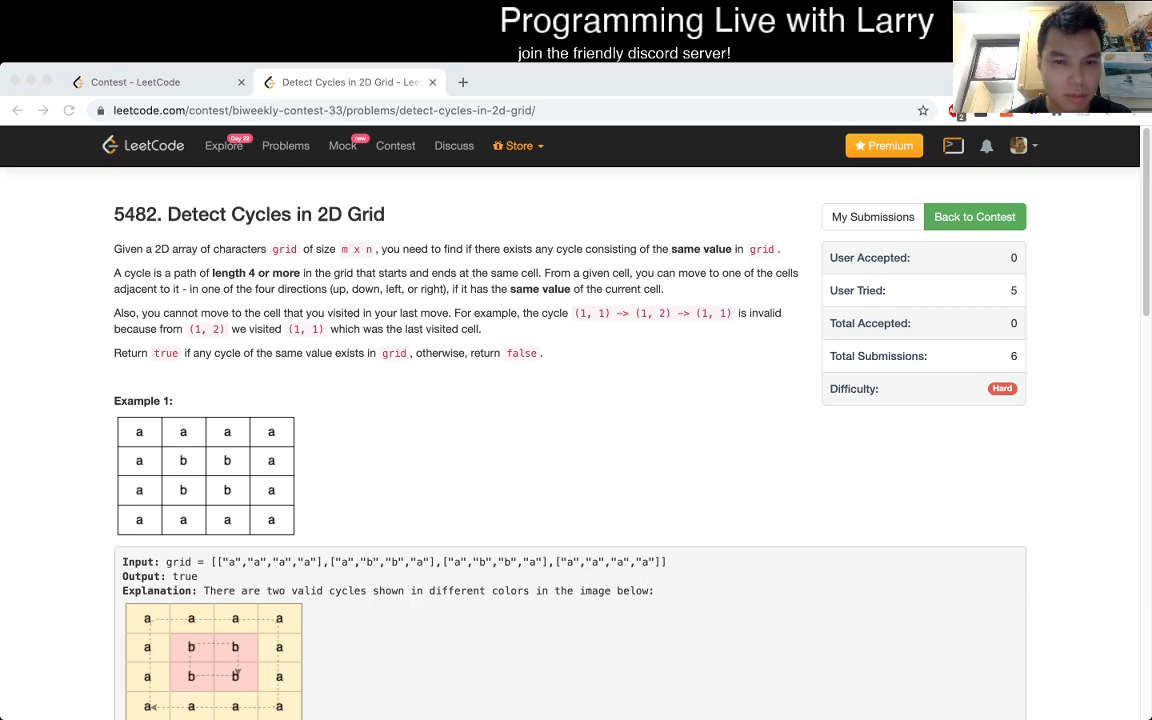 Programming Live with Larry
join the friendly discord server!
Contest - LeetCode
Detect Cycles in 2D Grid - Lee
leetcode.com/contest/biweekly-contest-33/problems/detect-cycles-in-2d-grid/
2
LeetCode
Explore
Day 22
Problems
Mock
new
Contest
Discuss
Store
Premium
5482. Detect Cycles in 2D Grid
My Submissions
Back to Contest
Given a 2D array of characters grid of size m x n, you need to find if there exists any cycle consisting of the same value in grid.
A cycle is a path of length 4 or more in the grid that starts and ends at the same cell. From a given cell, you can move to one of the cells
adjacent to it - in one of the four directions (up, down, left, or right), if it has the same value of the current cell.
Also, you cannot move to the cell that you visited in your last move. For example, the cycle (1, 1) -> (1, 2) -> (1, 1) is invalid
because from (1, 2) we visited (1, 1) which was the last visited cell.
Return true if any cycle of the same value exists in grid, otherwise, return false.
User Accepted: 0
User Tried: 5
Total Accepted: 0
Total Submissions: 6
Difficulty: Hard
Example 1:
a a a a
a b b a
a b b a
a a a a
Input: grid = [["a","a","a","a"],["a","b","b","a"],["a","b","b","a"],["a","a","a","a"]]
Output: true
Explanation: There are two valid cycles shown in different colors in the image below:
a a a a
a b b a
a b b a
a a a a